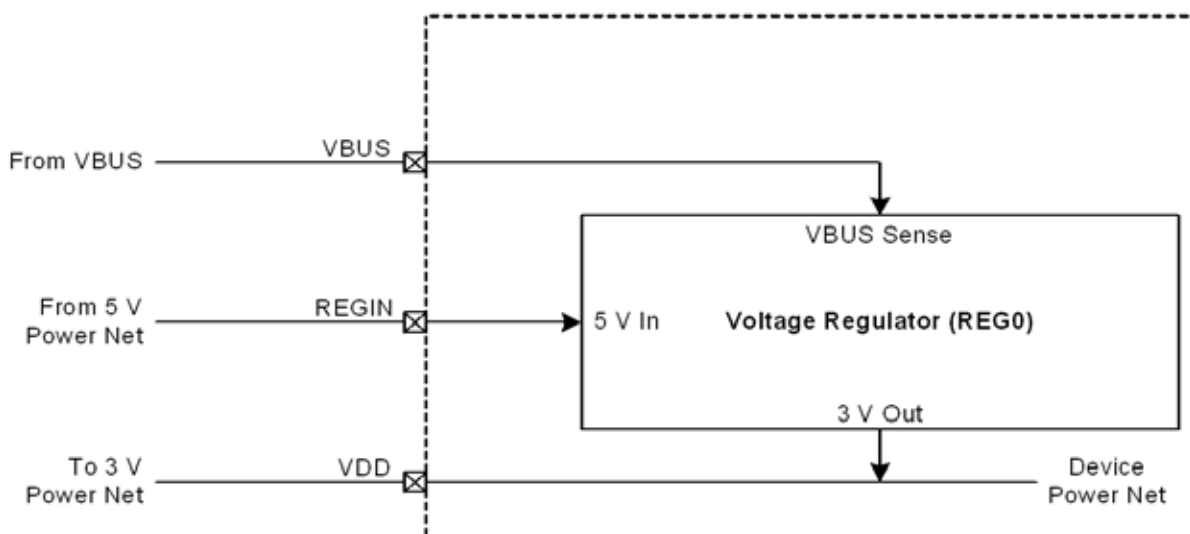 From VBUS
VBUS
VBUS Sense
From 5 V
Power Net
REGIN
5 V In
Voltage Regulator (REG0)
3 V Out
To 3 V
Power Net
VDD
Device
Power Net